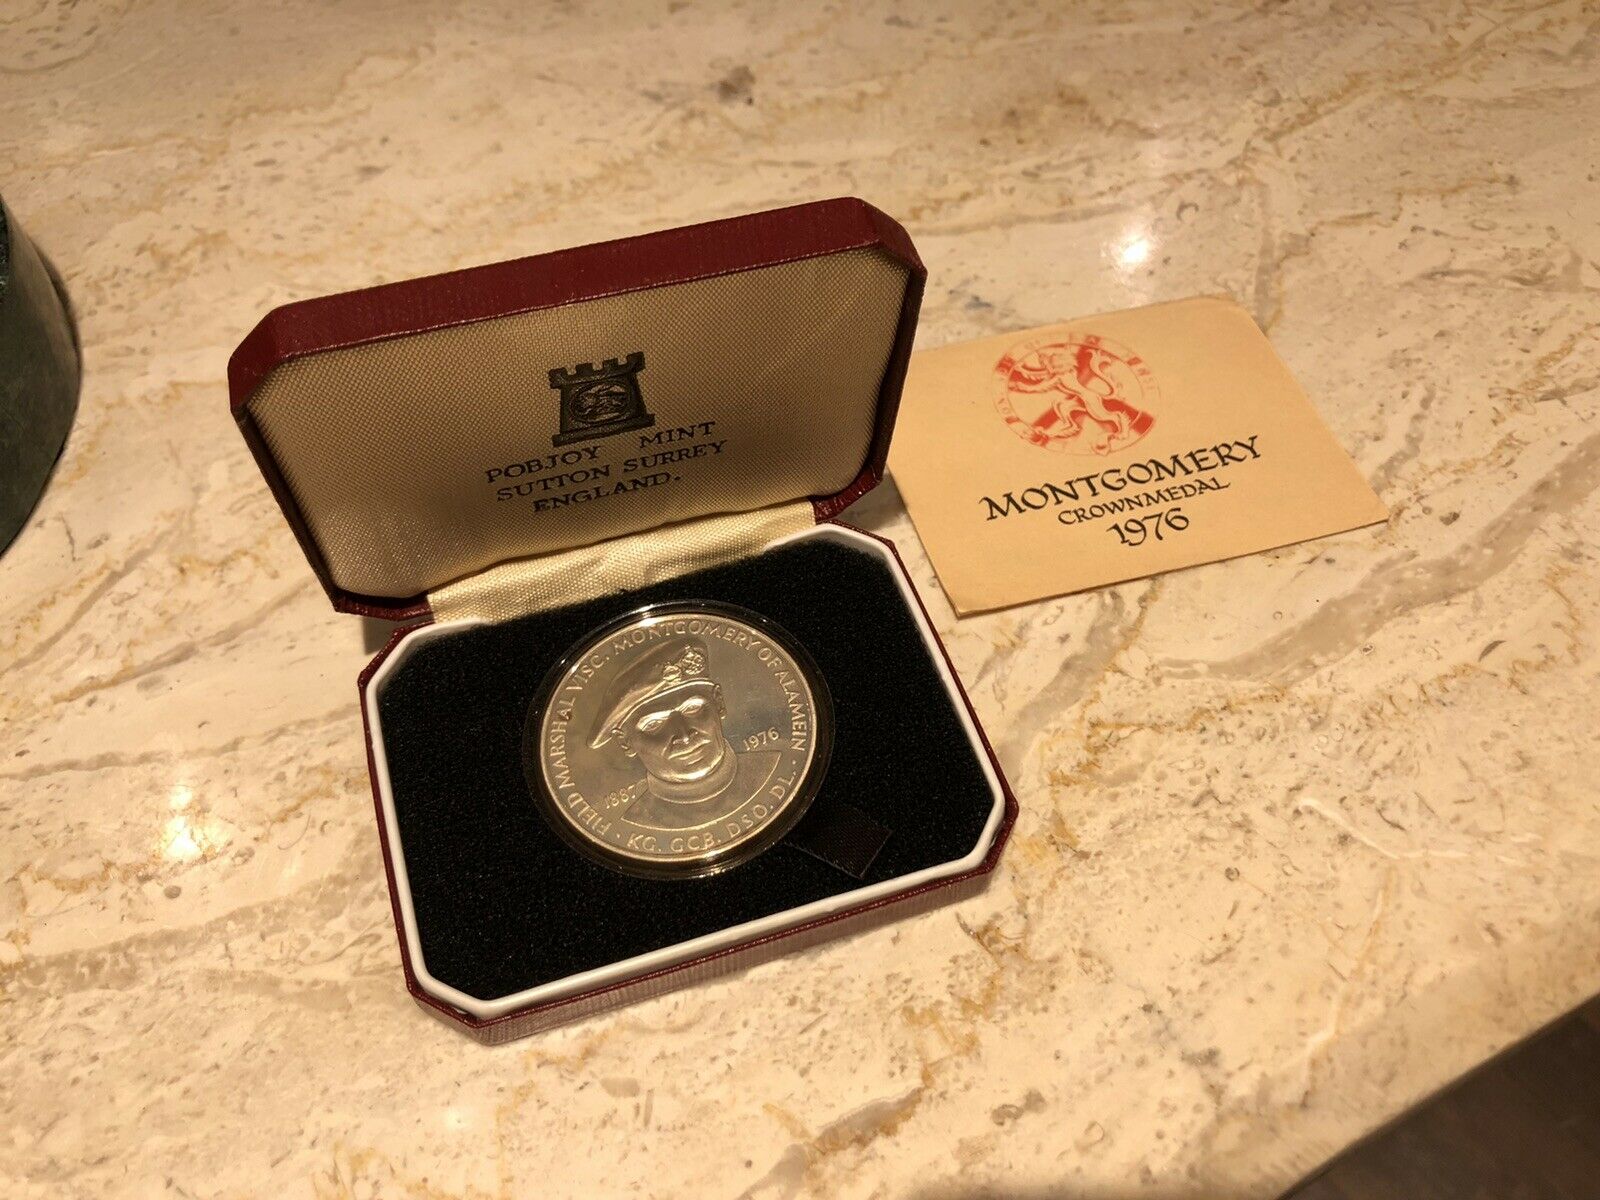 POBJOY MINT
SUTTON SURREY
ENGLAND.
MONTGOMERY
CROWNMEDAL
1976
FIELD MARSHAL VISC. MONTGOMERY OF ALAMEIN
· KG. GCB. DSO. DL. ·
1887
1976